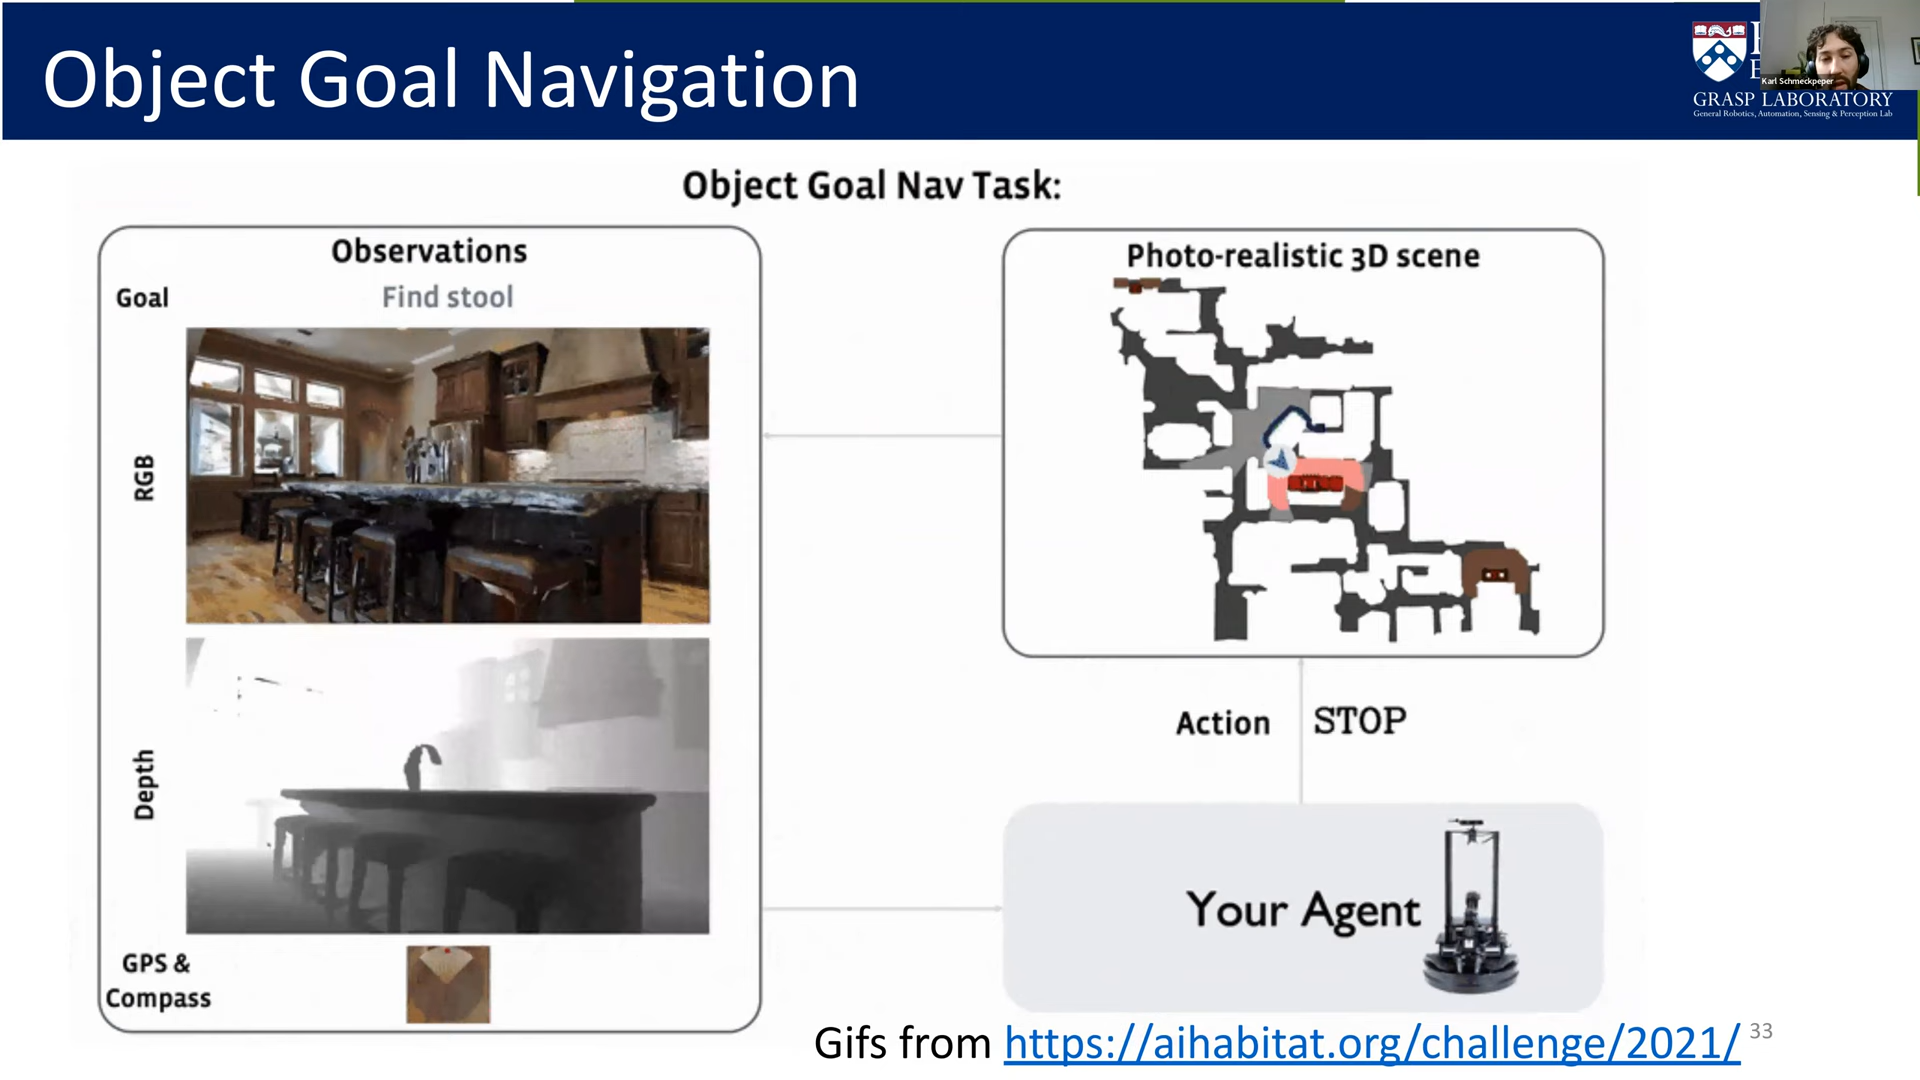 Object Goal Navigation
Karl Schmeckpeper
GRASP LABORATORY
General Robotics, Automation, Sensing & Perception Lab
Object Goal Nav Task:
Observations
Goal
Find stool
RGB
Depth
GPS &
Compass
Photo-realistic 3D scene
Action
STOP
Your Agent
Gifs from https://aihabitat.org/challenge/2021/
33